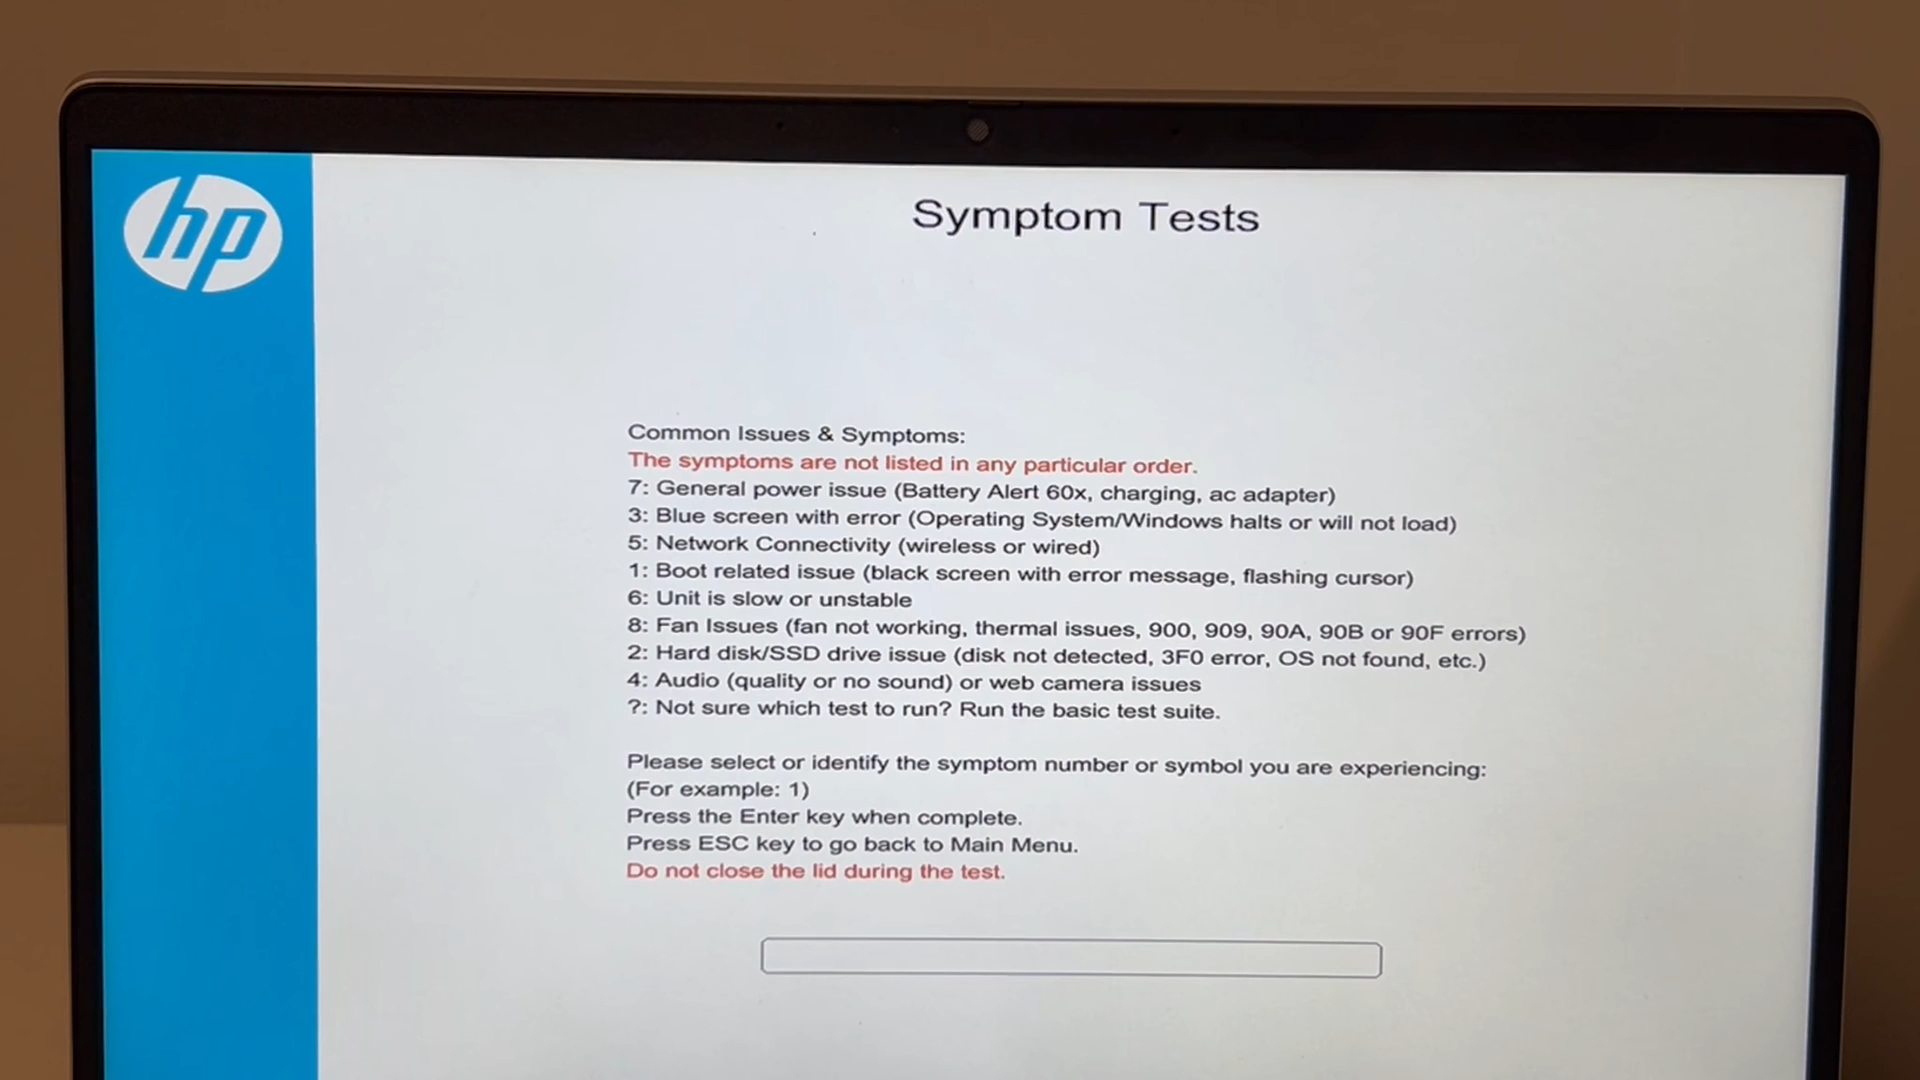 hp
Symptom Tests
Common Issues & Symptoms:
The symptoms are not listed in any particular order.
7: General power issue (Battery Alert 60x, charging, ac adapter)
3: Blue screen with error (Operating System/Windows halts or will not load)
5: Network Connectivity (wireless or wired)
1: Boot related issue (black screen with error message, flashing cursor)
6: Unit is slow or unstable
8: Fan Issues (fan not working, thermal issues, 900, 909, 90A, 90B or 90F errors)
2: Hard disk/SSD drive issue (disk not detected, 3F0 error, OS not found, etc.)
4: Audio (quality or no sound) or web camera issues
?: Not sure which test to run? Run the basic test suite.
Please select or identify the symptom number or symbol you are experiencing:
(For example: 1)
Press the Enter key when complete.
Press ESC key to go back to Main Menu.
Do not close the lid during the test.